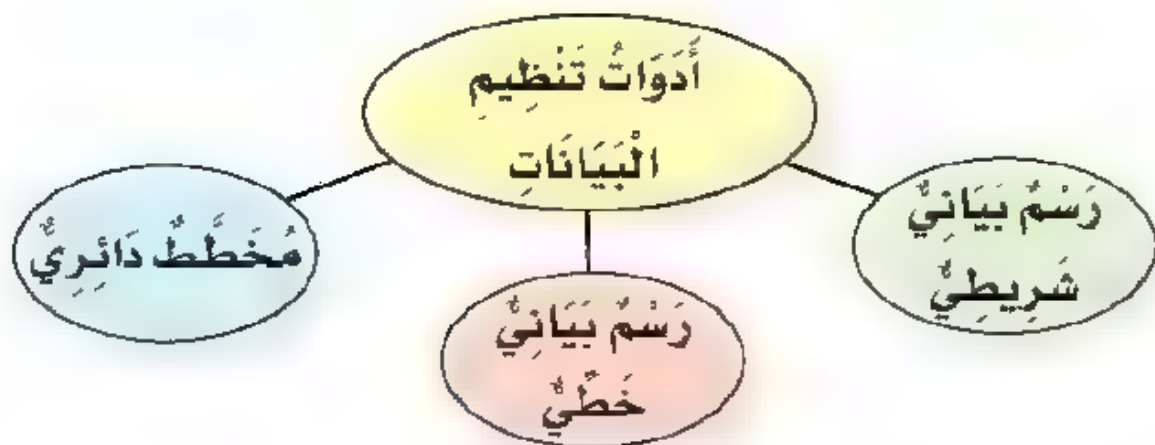 أَدَوَاتُ تَنْظِيمِ
الْبَيَانَاتِ
رَسْمٌ بَيَانِيٌّ
شَرِيطِيٌّ
رَسْمٌ بَيَانِيٌّ
خَطِّيٌّ
مُخَطَّطٌ دَائِرِيٌّ